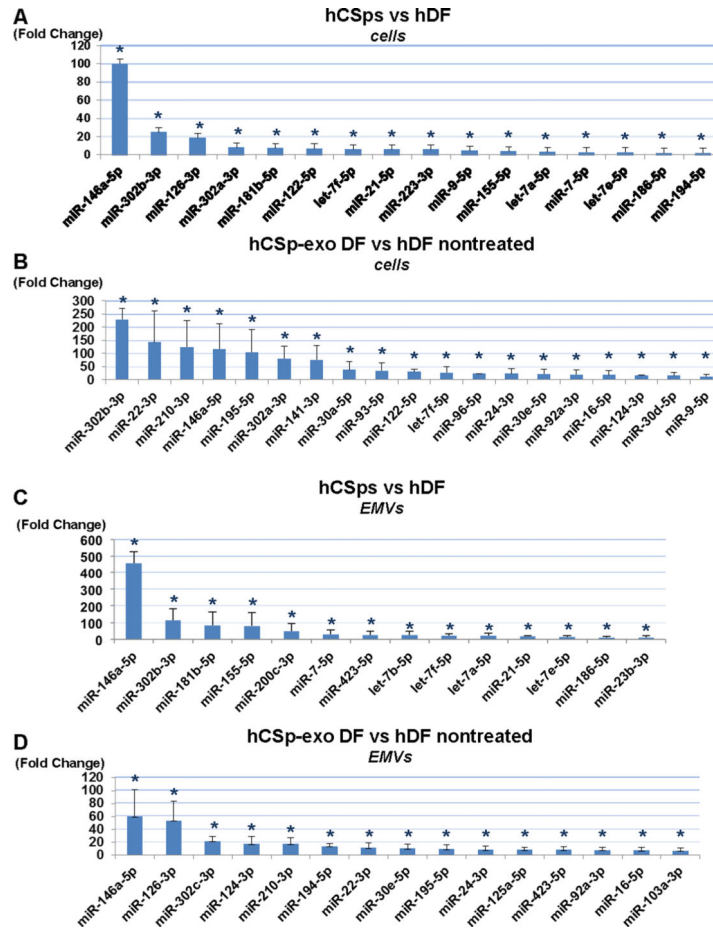 A
hCSps vs hDF
(Fold Change)
cells
120
100
80
60
40
20
0
* * * * * * * * * * * * * * * *
miR-146a-5p miR-302b-3p miR-126-3p miR-302a-3p miR-181b-5p miR-122-5p let-7f-5p miR-21-5p miR-223-3p miR-9-5p miR-155-5p let-7a-5p miR-7-5p let-7e-5p miR-186-5p miR-194-5p
B
hCSp-exo DF vs hDF nontreated
(Fold Change)
cells
300
250
200
150
100
50
0
* * * * * * * * * * * * * * * * * * *
miR-302b-3p miR-22-3p miR-210-3p miR-146a-5p miR-195-5p miR-302a-3p miR-141-3p miR-30a-5p miR-93-5p miR-122-5p let-7f-5p miR-96-5p miR-24-3p miR-30e-5p miR-92a-3p miR-16-5p miR-124-3p miR-30d-5p miR-9-5p
C
hCSps vs hDF
(Fold Change)
EMVs
600
500
400
300
200
100
0
* * * * * * * * * * * * * *
miR-146a-5p miR-302b-3p miR-181b-5p miR-155-5p miR-200c-3p miR-7-5p miR-423-5p let-7b-5p let-7f-5p let-7a-5p miR-21-5p let-7e-5p miR-186-5p miR-23b-3p
D
hCSp-exo DF vs hDF nontreated
(Fold Change)
EMVs
120
100
80
60
40
20
0
* * * * * * * * * * * * * * *
miR-146a-5p miR-126-3p miR-302c-3p miR-124-3p miR-210-3p miR-194-5p miR-22-3p miR-30e-5p miR-195-5p miR-24-3p miR-125a-5p miR-423-5p miR-92a-3p miR-16-5p miR-103a-3p